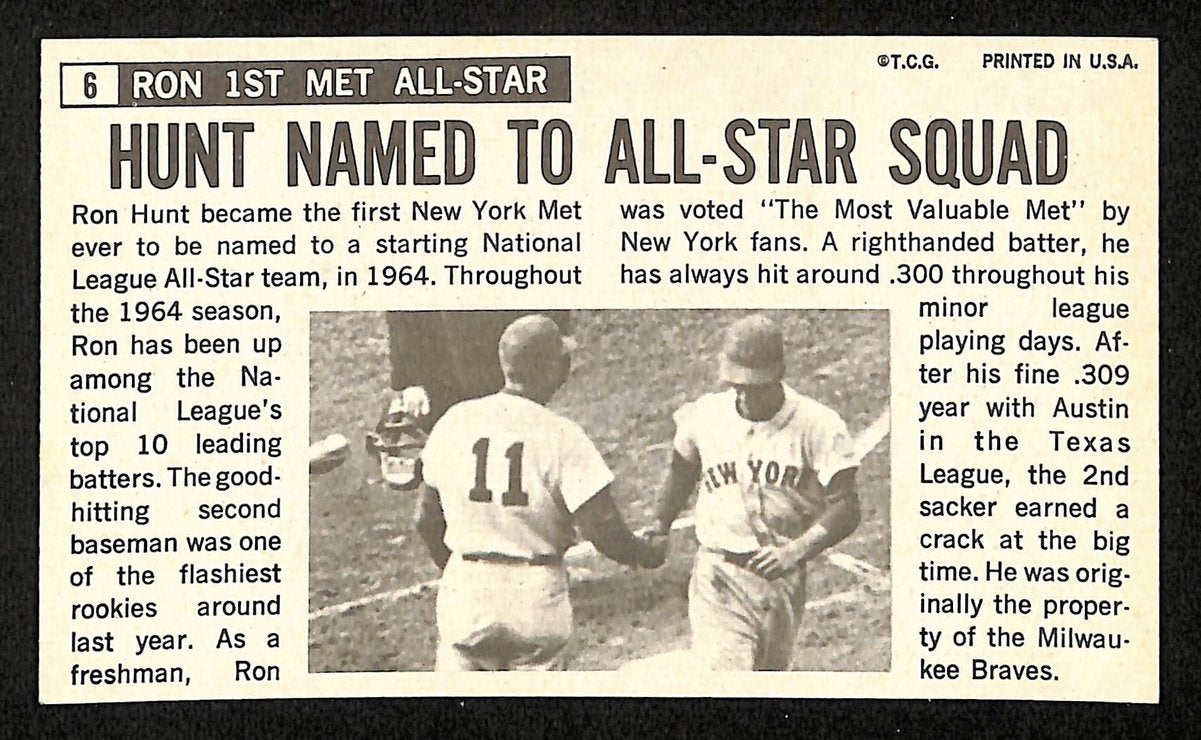 6 RON 1ST MET ALL-STAR
©T.C.G. PRINTED IN U.S.A.
HUNT NAMED TO ALL-STAR SQUAD
Ron Hunt became the first New York Met
ever to be named to a starting National
League All-Star team, in 1964. Throughout
the 1964 season,
Ron has been up
among the Na-
tional League's
top 10 leading
batters. The good-
hitting second
baseman was one
of the flashiest
rookies around
last year. As a
freshman, Ron
was voted "The Most Valuable Met" by
New York fans. A righthanded batter, he
has always hit around .300 throughout his
minor league
playing days. Af-
ter his fine .309
year with Austin
in the Texas
League, the 2nd
sacker earned a
crack at the big
time. He was orig-
inally the proper-
ty of the Milwau-
kee Braves.
11
NEW YORK